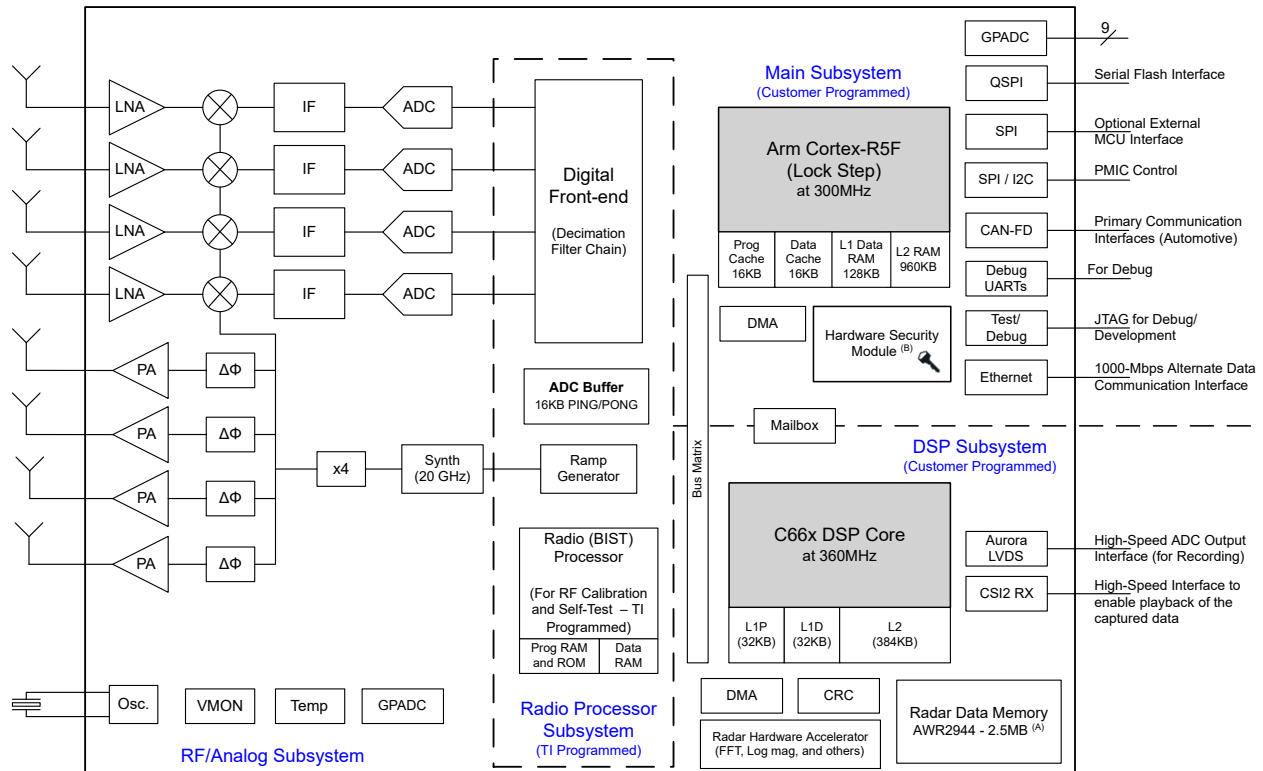 LNA
IF
ADC
LNA
IF
ADC
LNA
IF
ADC
LNA
IF
ADC
PA
ΔΦ
PA
ΔΦ
PA
ΔΦ
PA
ΔΦ
x4
Synth
(20 GHz)
Osc.
VMON
Temp
GPADC
RF/Analog Subsystem
Digital
Front-end
(Decimation
Filter Chain)
ADC Buffer
16KB PING/PONG
Ramp
Generator
Radio (BIST)
Processor
(For RF Calibration
and Self-Test – TI
Programmed)
Prog RAM
and ROM
Data
RAM
Radio Processor
Subsystem
(TI Programmed)
Bus Matrix
Main Subsystem
(Customer Programmed)
Arm Cortex-R5F
(Lock Step)
at 300MHz
Prog
Cache
16KB
Data
Cache
16KB
L1 Data
RAM
128KB
L2 RAM
960KB
DMA
Hardware Security
Module (B)
Mailbox
GPADC
9
QSPI
Serial Flash Interface
SPI
Optional External
MCU Interface
SPI / I2C
PMIC Control
CAN-FD
Primary Communication
Interfaces (Automotive)
Debug
UARTs
For Debug
Test/
Debug
JTAG for Debug/
Development
Ethernet
1000-Mbps Alternate Data
Communication Interface
DSP Subsystem
(Customer Programmed)
C66x DSP Core
at 360MHz
L1P
(32KB)
L1D
(32KB)
L2
(384KB)
Aurora
LVDS
High-Speed ADC Output
Interface (for Recording)
CSI2 RX
High-Speed Interface to
enable playback of the
captured data
DMA
CRC
Radar Hardware Accelerator
(FFT, Log mag, and others)
Radar Data Memory
AWR2944 - 2.5MB (A)